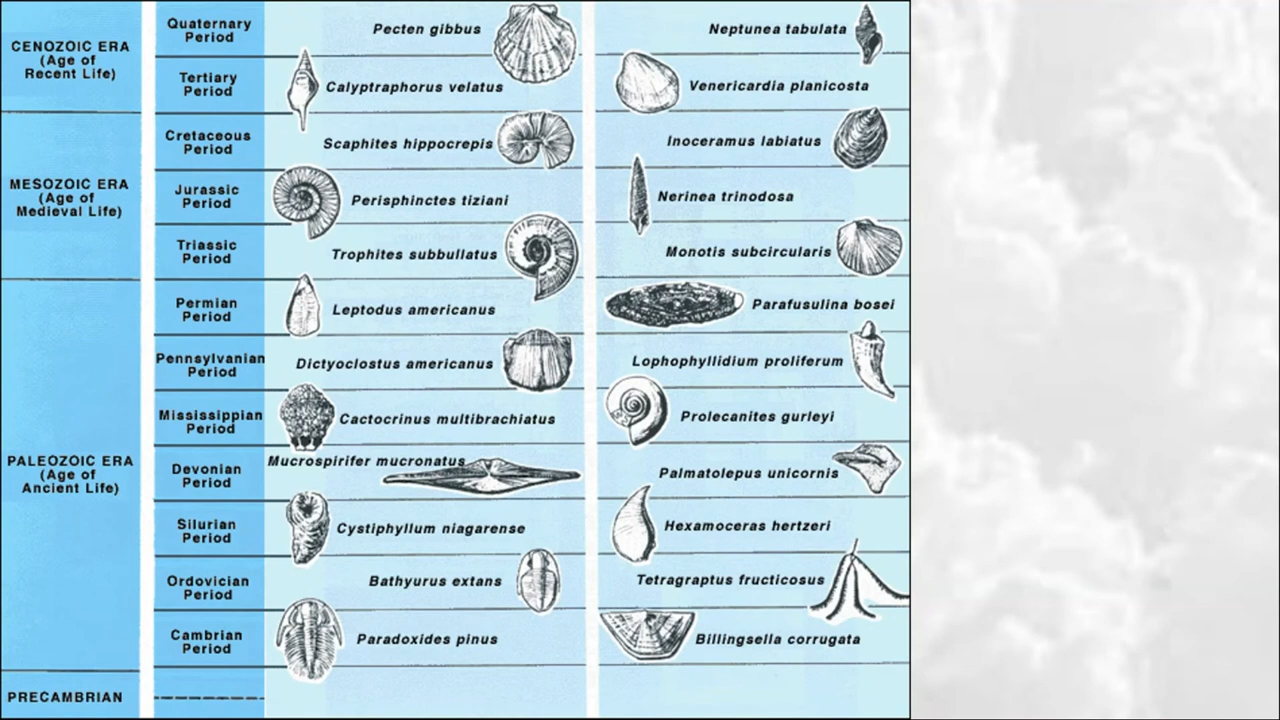 CENOZOIC ERA
(Age of
Recent Life)
Quaternary
Period
Pecten gibbus
Neptunea tabulata
Tertiary
Period
Calyptraphorus velatus
Venericardia planicosta
MESOZOIC ERA
(Age of
Medieval Life)
Cretaceous
Period
Scaphites hippocrepis
Inoceramus labiatus
Jurassic
Period
Perisphinctes tiziani
Nerinea trinodosa
Triassic
Period
Trophites subbullatus
Monotis subcircularis
PALEOZOIC ERA
(Age of
Ancient Life)
Permian
Period
Leptodus americanus
Parafusulina bosei
Pennsylvanian
Period
Dictyoclostus americanus
Lophophyllidium proliferum
Mississippian
Period
Cactocrinus multibrachiatus
Prolecanites gurleyi
Devonian
Period
Mucrospirifer mucronatus
Palmatolepus unicornis
Silurian
Period
Cystiphyllum niagarense
Hexamoceras hertzeri
Ordovician
Period
Bathyurus extans
Tetragraptus fructicosus
Cambrian
Period
Paradoxides pinus
Billingsella corrugata
PRECAMBRIAN